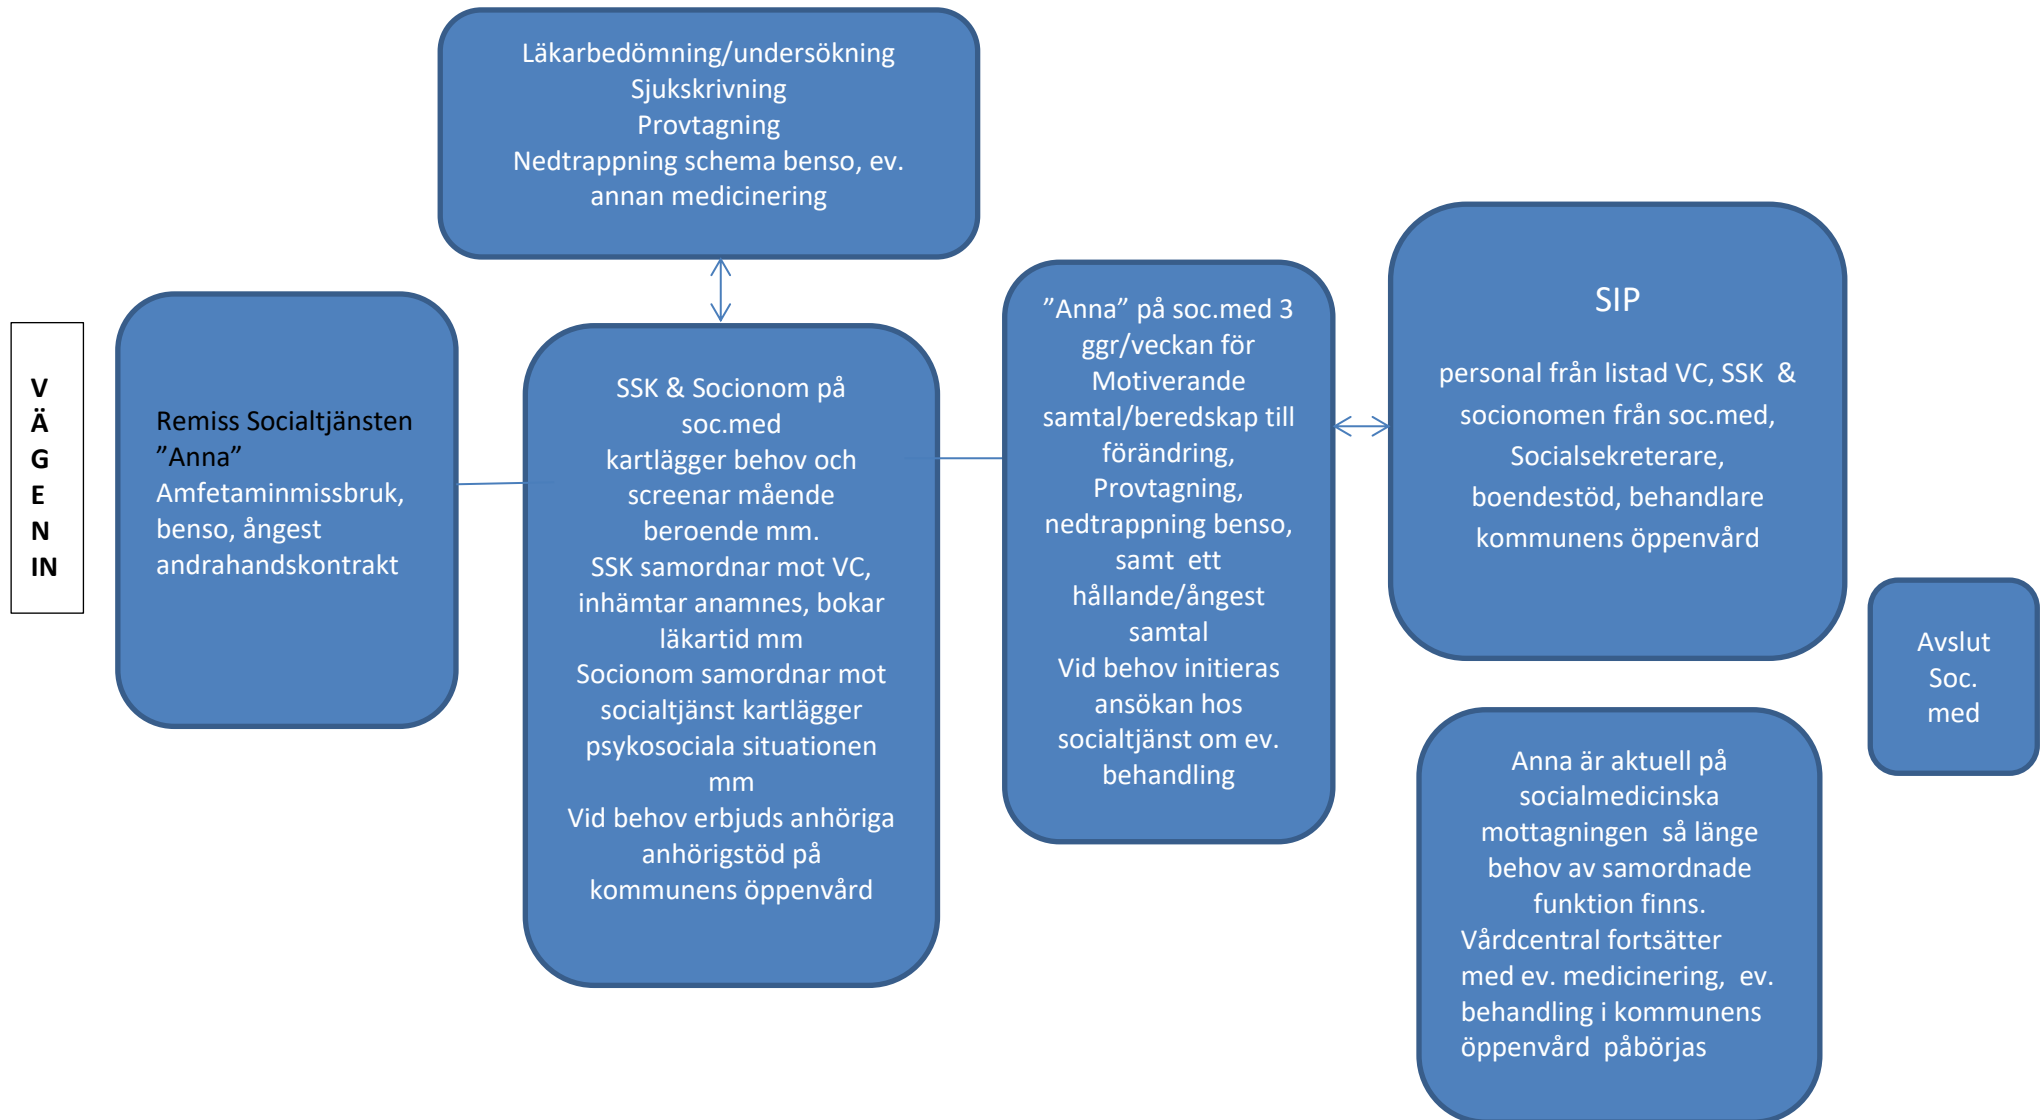 V
Ä
G
E
N
IN
Remiss Socialtjänsten
”Anna”
Amfetaminmissbruk,
benso, ångest
andrahandskontrakt
Läkarbedömning/undersökning
Sjukskrivning
Provtagning
Nedtrappning schema benso, ev.
annan medicinering
SSK & Socionom på
soc.med
kartlägger behov och
screenar mående
beroende mm.
SSK samordnar mot VC,
inhämtar anamnes, bokar
läkartid mm
Socionom samordnar mot
socialtjänst kartlägger
psykosociala situationen
mm
Vid behov erbjuds anhöriga
anhörigstöd på
kommunens öppenvård
”Anna” på soc.med 3
ggr/veckan för
Motiverande
samtal/beredskap till
förändring,
Provtagning,
nedtrappning benso,
samt ett
hållande/ångest
samtal
Vid behov initieras
ansökan hos
socialtjänst om ev.
behandling
SIP
personal från listad VC, SSK &
socionomen från soc.med,
Socialsekreterare,
boendestöd, behandlare
kommunens öppenvård
Anna är aktuell på
socialmedicinska
mottagningen så länge
behov av samordnade
funktion finns.
Vårdcentral fortsätter
med ev. medicinering, ev.
behandling i kommunens
öppenvård påbörjas
Avslut
Soc.
med